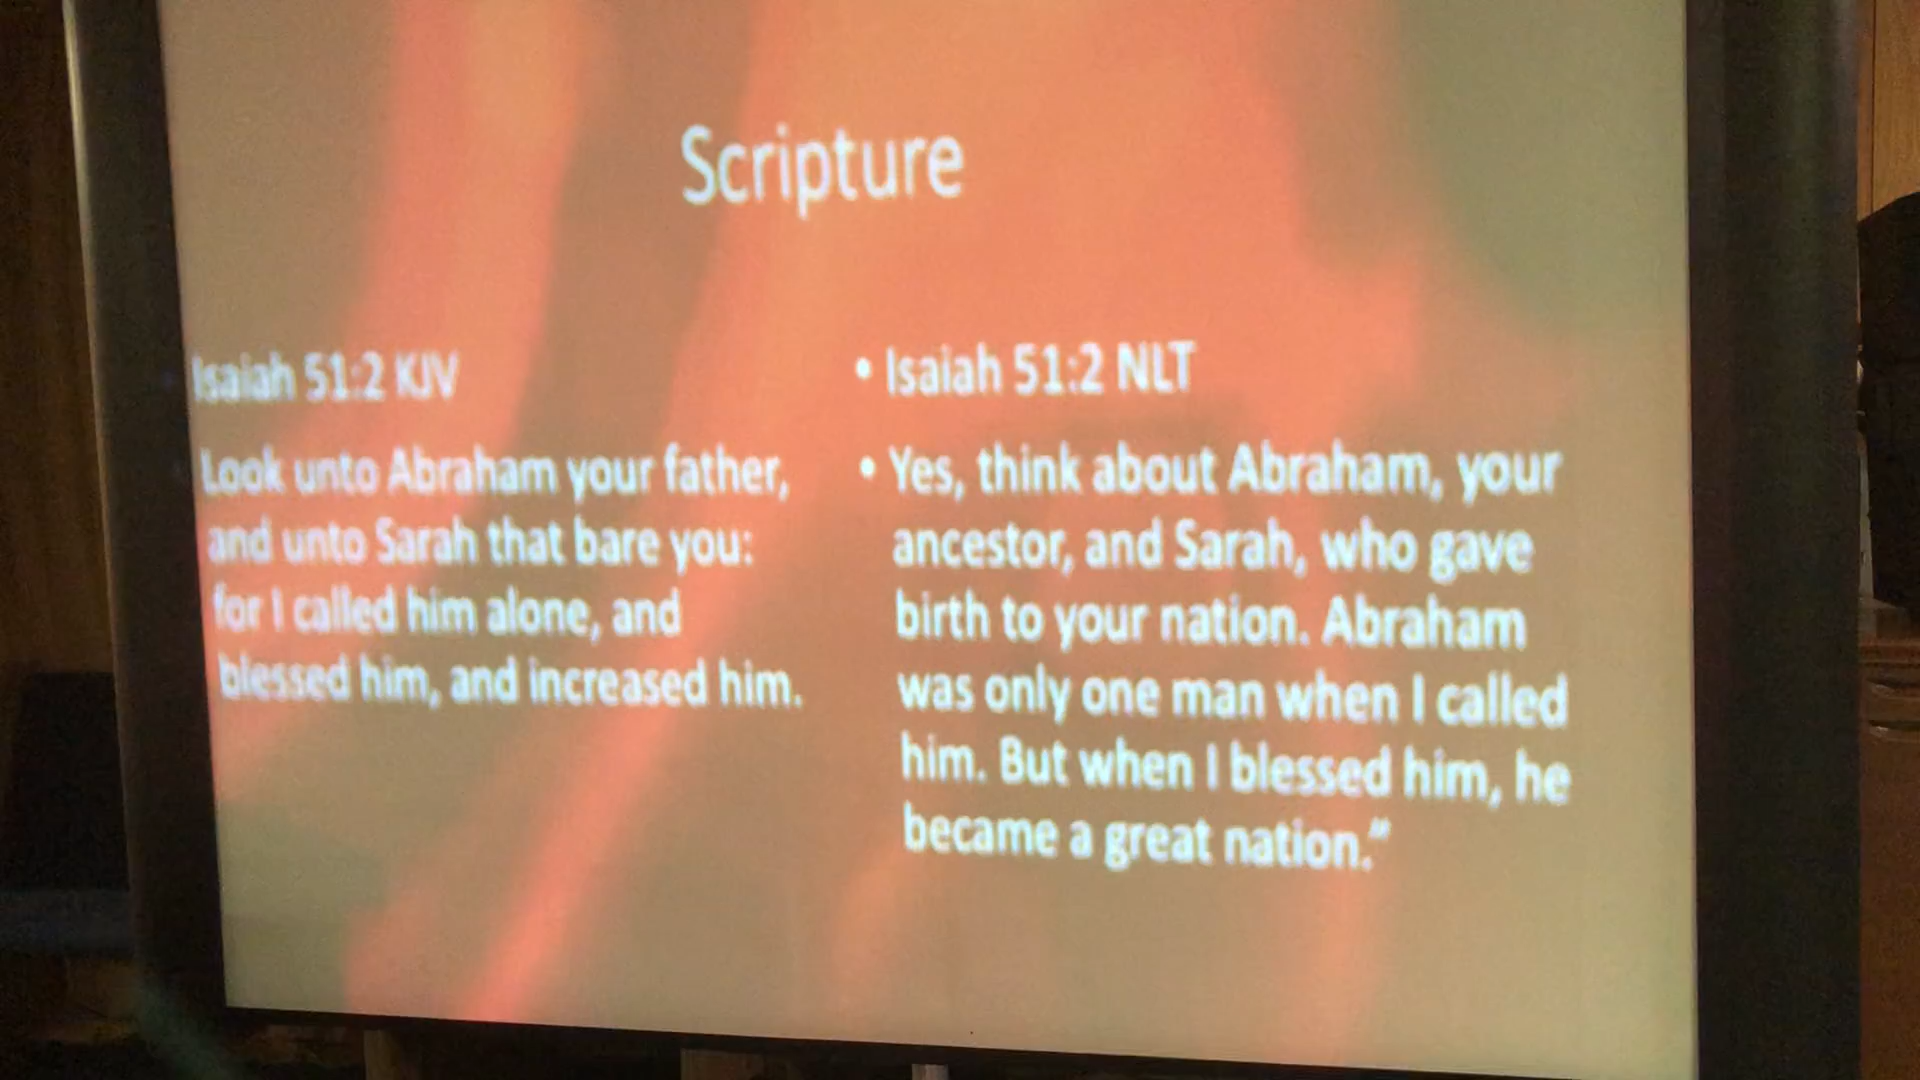 Scripture
Isaiah 51:2 KJV
Look unto Abraham your father,
and unto Sarah that bare you:
for I called him alone, and
blessed him, and increased him.
• Isaiah 51:2 NLT
• Yes, think about Abraham, your
ancestor, and Sarah, who gave
birth to your nation. Abraham
was only one man when I called
him. But when I blessed him, he
became a great nation.”